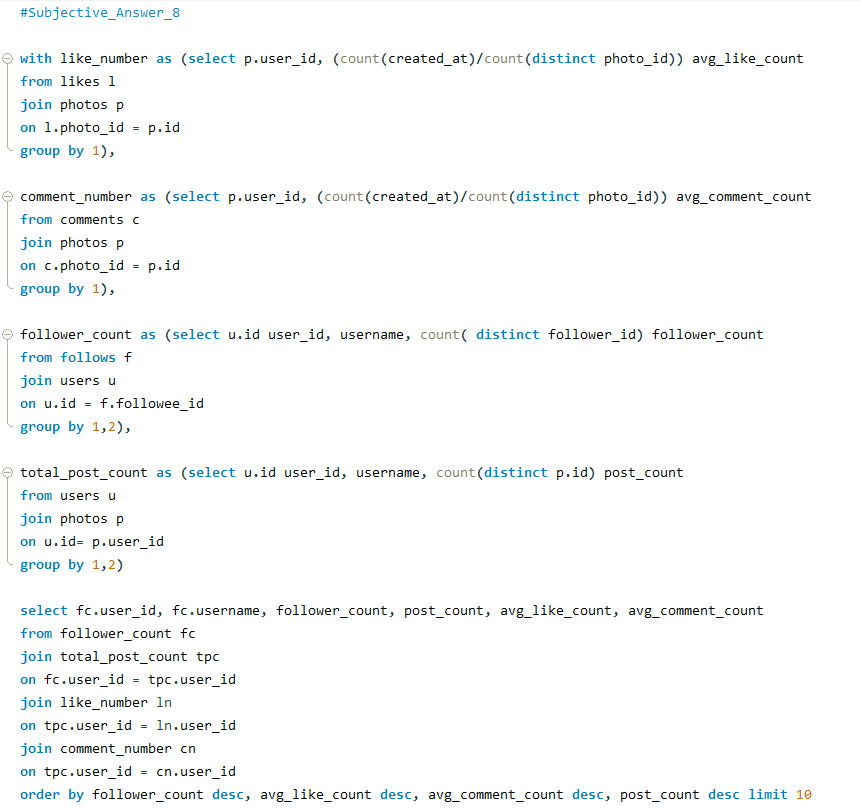 #Subjective_Answer_8
with like_number as (select p.user_id, (count(created_at)/count(distinct photo_id)) avg_like_count
from likes l
join photos p
on l.photo_id = p.id
group by 1),
comment_number as (select p.user_id, (count(created_at)/count(distinct photo_id)) avg_comment_count
from comments c
join photos p
on c.photo_id = p.id
group by 1),
follower_count as (select u.id user_id, username, count( distinct follower_id) follower_count
from follows f
join users u
on u.id = f.followee_id
group by 1,2),
total_post_count as (select u.id user_id, username, count(distinct p.id) post_count
from users u
join photos p
on u.id= p.user_id
group by 1,2)
select fc.user_id, fc.username, follower_count, post_count, avg_like_count, avg_comment_count
from follower_count fc
join total_post_count tpc
on fc.user_id = tpc.user_id
join like_number ln
on tpc.user_id = ln.user_id
join comment_number cn
on tpc.user_id = cn.user_id
order by follower_count desc, avg_like_count desc, avg_comment_count desc, post_count desc limit 10